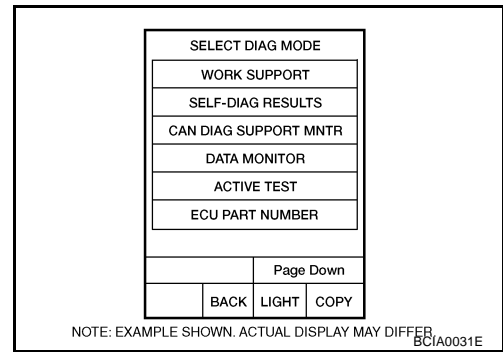 SELECT DIAG MODE
WORK SUPPORT
SELF-DIAG RESULTS
CAN DIAG SUPPORT MNTR
DATA MONITOR
ACTIVE TEST
ECU PART NUMBER
Page Down
BACK LIGHT COPY
NOTE: EXAMPLE SHOWN. ACTUAL DISPLAY MAY DIFFER.
BCIA0031E